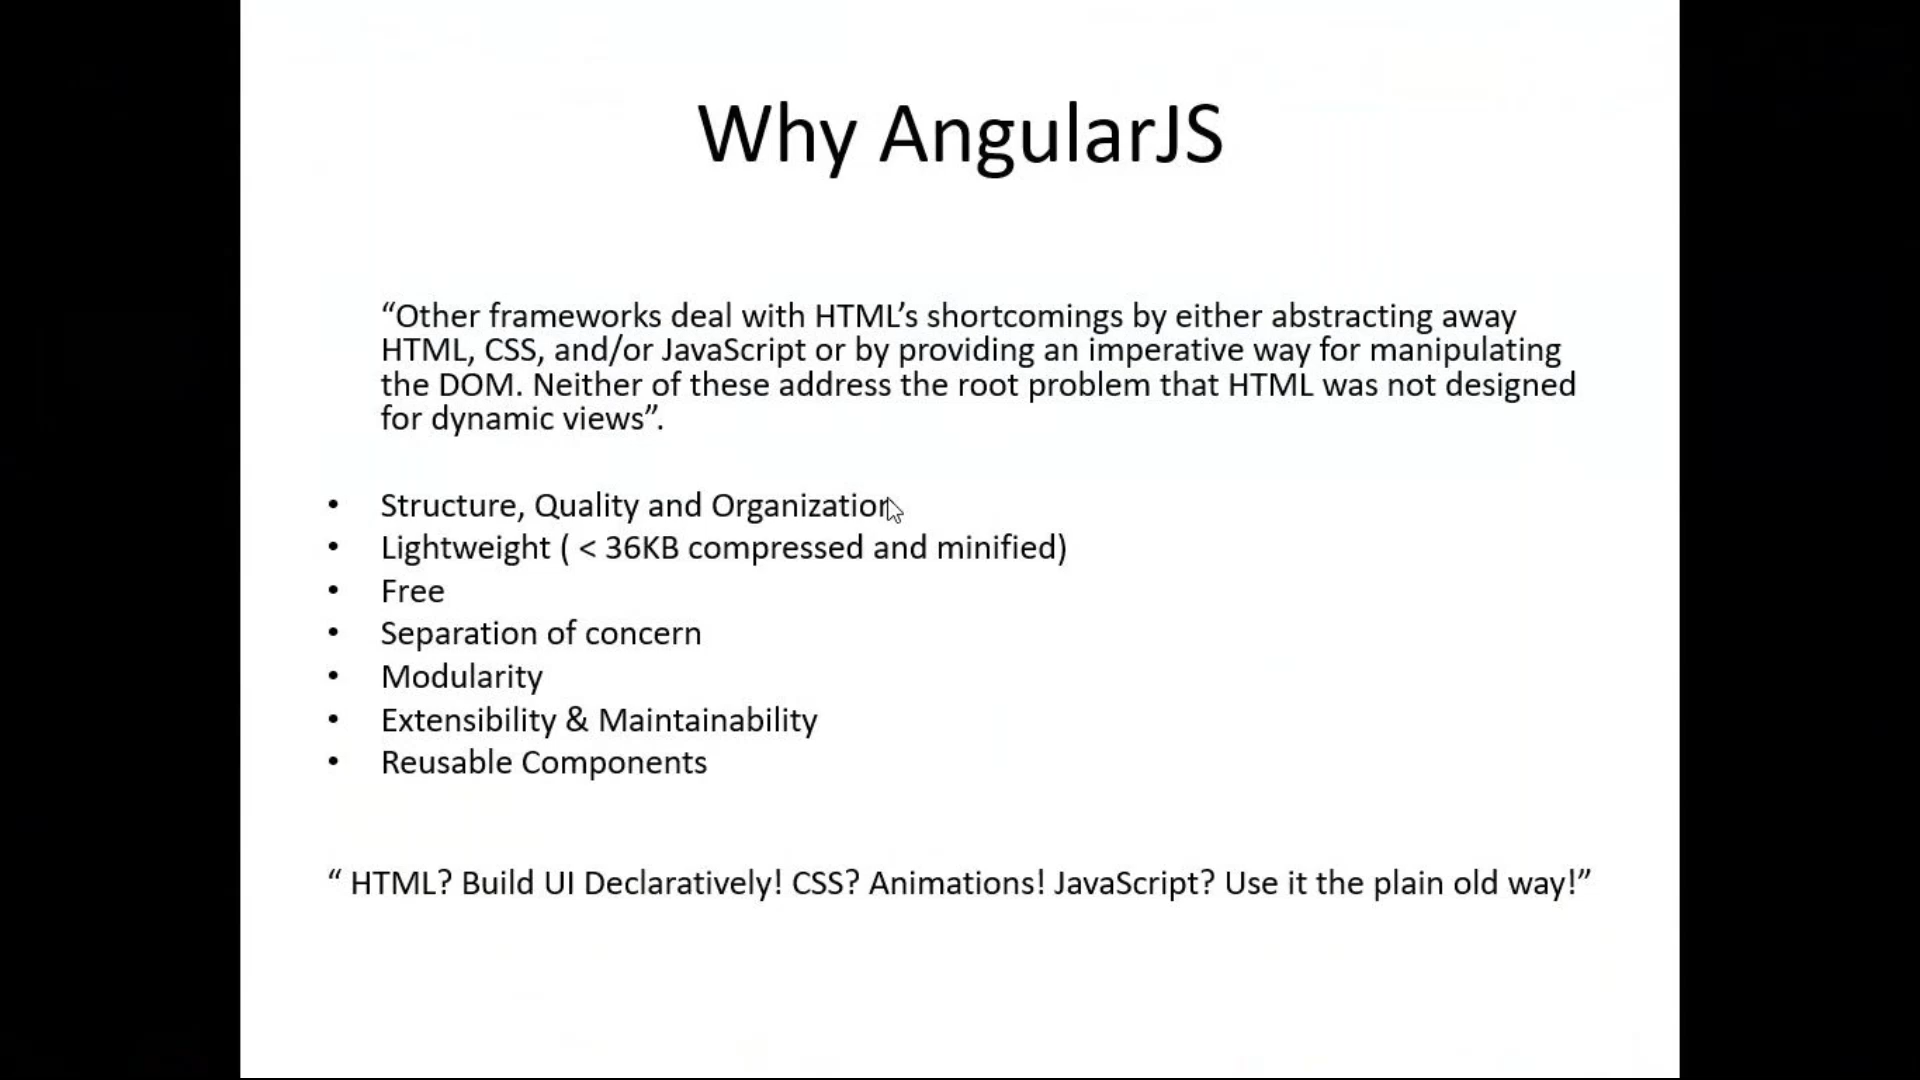 Why AngularJS
“Other frameworks deal with HTML’s shortcomings by either abstracting away
HTML, CSS, and/or JavaScript or by providing an imperative way for manipulating
the DOM. Neither of these address the root problem that HTML was not designed
for dynamic views”.
• Structure, Quality and Organization
• Lightweight ( < 36KB compressed and minified)
• Free
• Separation of concern
• Modularity
• Extensibility & Maintainability
• Reusable Components
“ HTML? Build UI Declaratively! CSS? Animations! JavaScript? Use it the plain old way!”